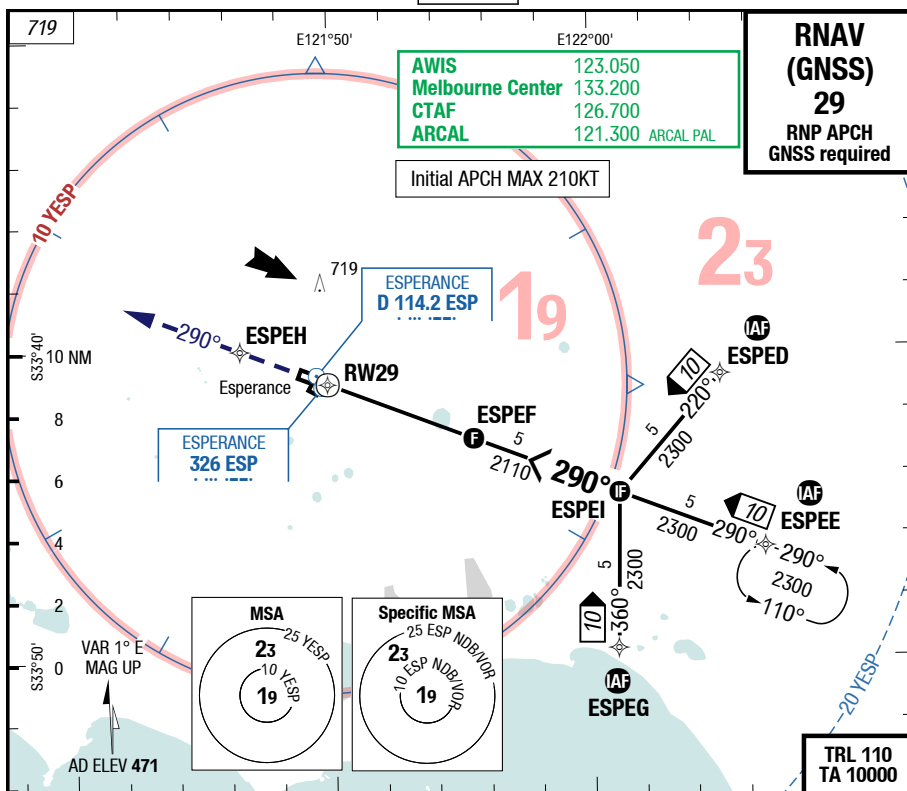 719
E121°50'
E122°00'
RNAV
(GNSS)
29
RNP APCH
GNSS required
AWIS 123.050
Melbourne Center 133.200
CTAF 126.700
ARCAL 121.300 ARCAL PAL
Initial APCH MAX 210KT
10 YESP
23
19
719
ESPERANCE
D 114.2 ESP
IAF
ESPED
10
220°
5
2300
ESPEH
290°
S33°40'
10 NM
8
6
4
2
0
S33°50'
RW29
Esperance
ESPERANCE
326 ESP
ESPEF
F
5
2110
290°
IF
ESPEI
5
2300
10
290°
IAF
ESPEE
290°
2300
110°
5
2300
360°
10
IAF
ESPEG
MSA
25 YESP
23
10 YESP
19
Specific MSA
25 ESP NDB/VOR
23
10 ESP NDB/VOR
19
VAR 1° E
MAG UP
AD ELEV 471
20 YESP
TRL 110
TA 10000